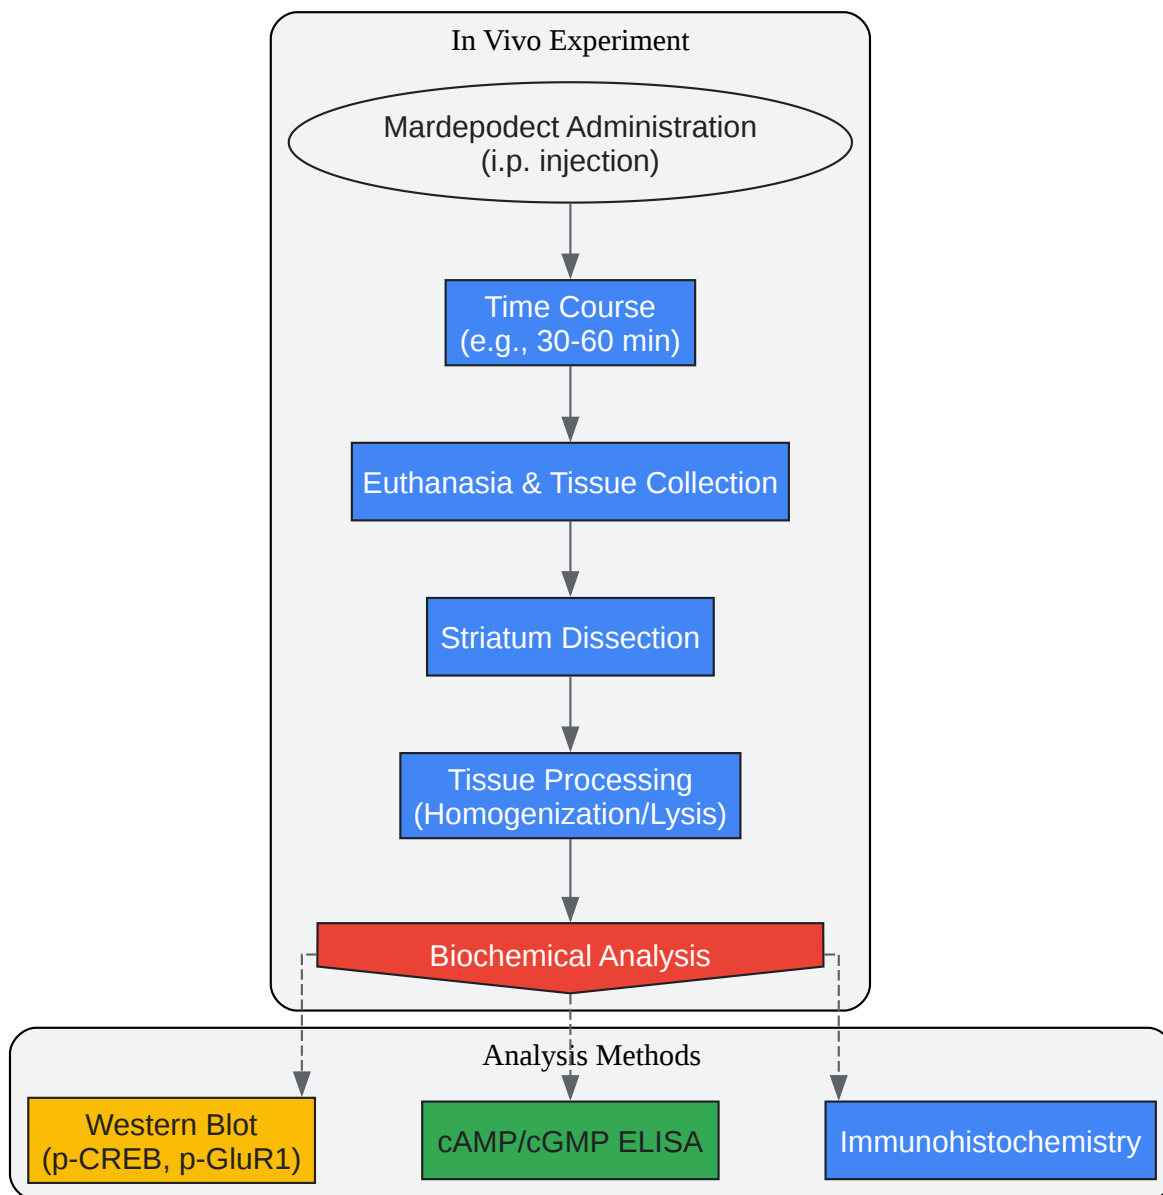 In Vivo Experiment
Mardepodect Administration
(i.p. injection)
Time Course
(e.g., 30-60 min)
Euthanasia & Tissue Collection
Striatum Dissection
Tissue Processing
(Homogenization/Lysis)
Biochemical Analysis
Analysis Methods
Western Blot
(p-CREB, p-GluR1)
cAMP/cGMP ELISA
Immunohistochemistry